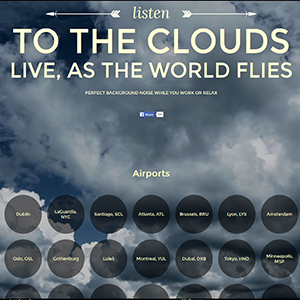 listen
TO THE CLOUDS
LIVE, AS THE WORLD FLIES
PERFECT BACKGROUND NOISE WHILE YOU WORK OR RELAX
Share
Airports
Dublin
LaGuardia, NYC
Santiago, SCL
Atlanta, ATL
Brussels, BRU
Lyon, LYS
Amsterdam
Oslo, OSL
Gothenburg
Luleå
Montreal, YUL
Dubai, DXB
Tokyo, HND
Minneapolis, MSP